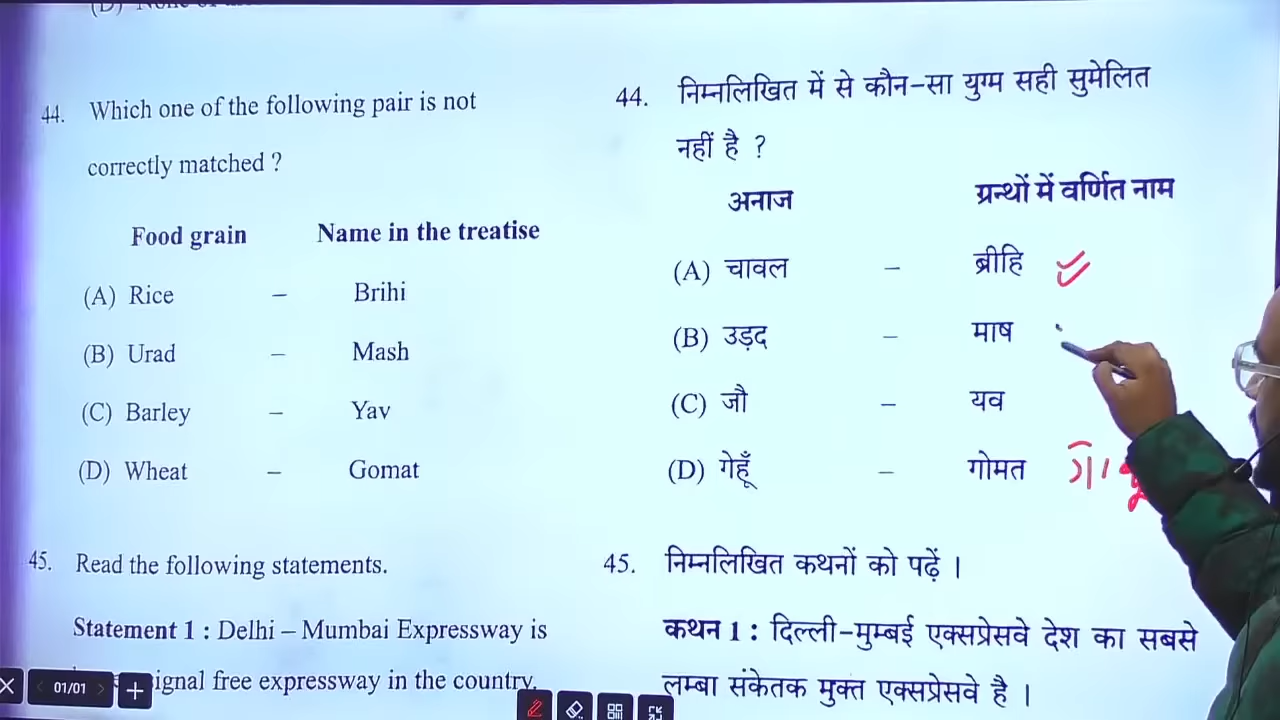 44. Which one of the following pair is not
correctly matched ?
Food grain Name in the treatise
(A) Rice – Brihi
(B) Urad – Mash
(C) Barley – Yav
(D) Wheat – Gomat
45. Read the following statements.
Statement 1 : Delhi – Mumbai Expressway is
signal free expressway in the country.
44. निम्नलिखित में से कौन-सा युग्म सही सुमेलित
नहीं है ?
अनाज ग्रन्थों में वर्णित नाम
(A) चावल – ब्रीहि
(B) उड़द – माष
(C) जौ – यव
(D) गेहूँ – गोमत
45. निम्नलिखित कथनों को पढ़ें ।
कथन 1 : दिल्ली-मुम्बई एक्सप्रेसवे देश का सबसे
लम्बा संकेतक मुक्त एक्सप्रेसवे है ।
01/01